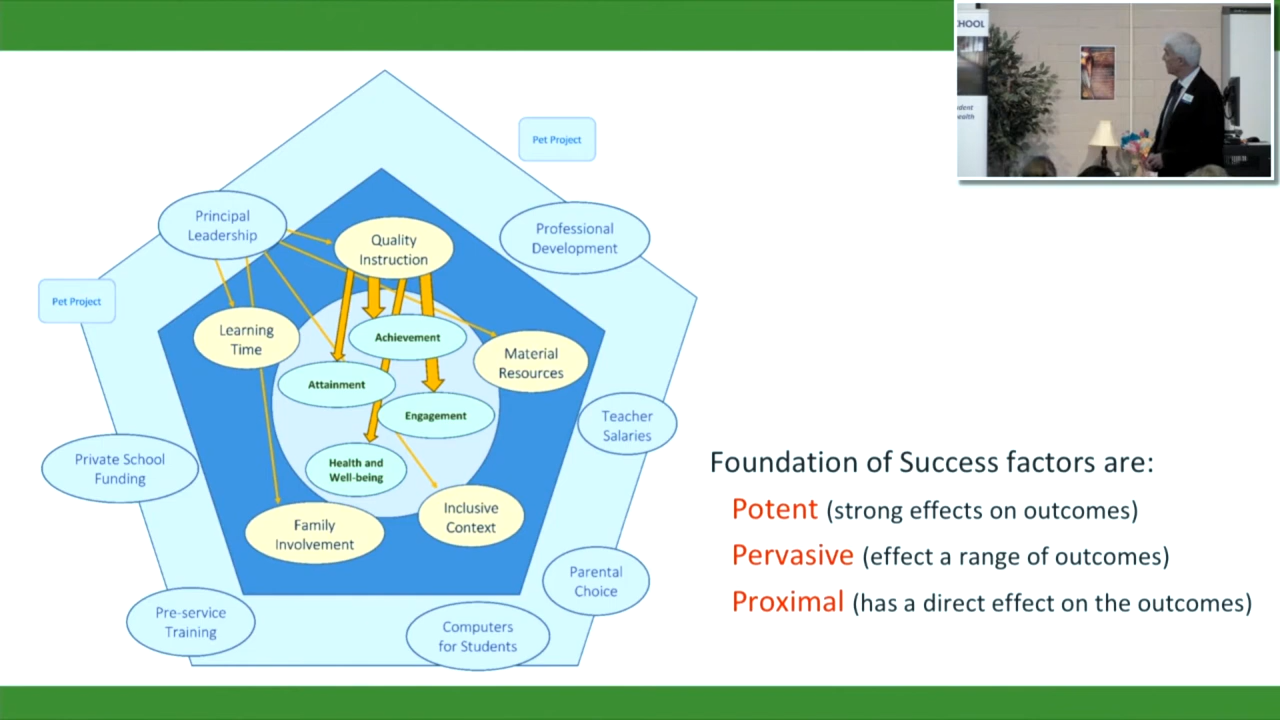 CHOOL
Pet Project
Principal
Leadership
Professional
Development
Quality
Instruction
Pet Project
Learning
Time
Achievement
Material
Resources
Attainment
Engagement
Teacher
Salaries
Private School
Funding
Health and
Well-being
Inclusive
Context
Family
Involvement
Parental
Choice
Pre-service
Training
Computers
for Students
Foundation of Success factors are:
Potent (strong effects on outcomes)
Pervasive (effect a range of outcomes)
Proximal (has a direct effect on the outcomes)